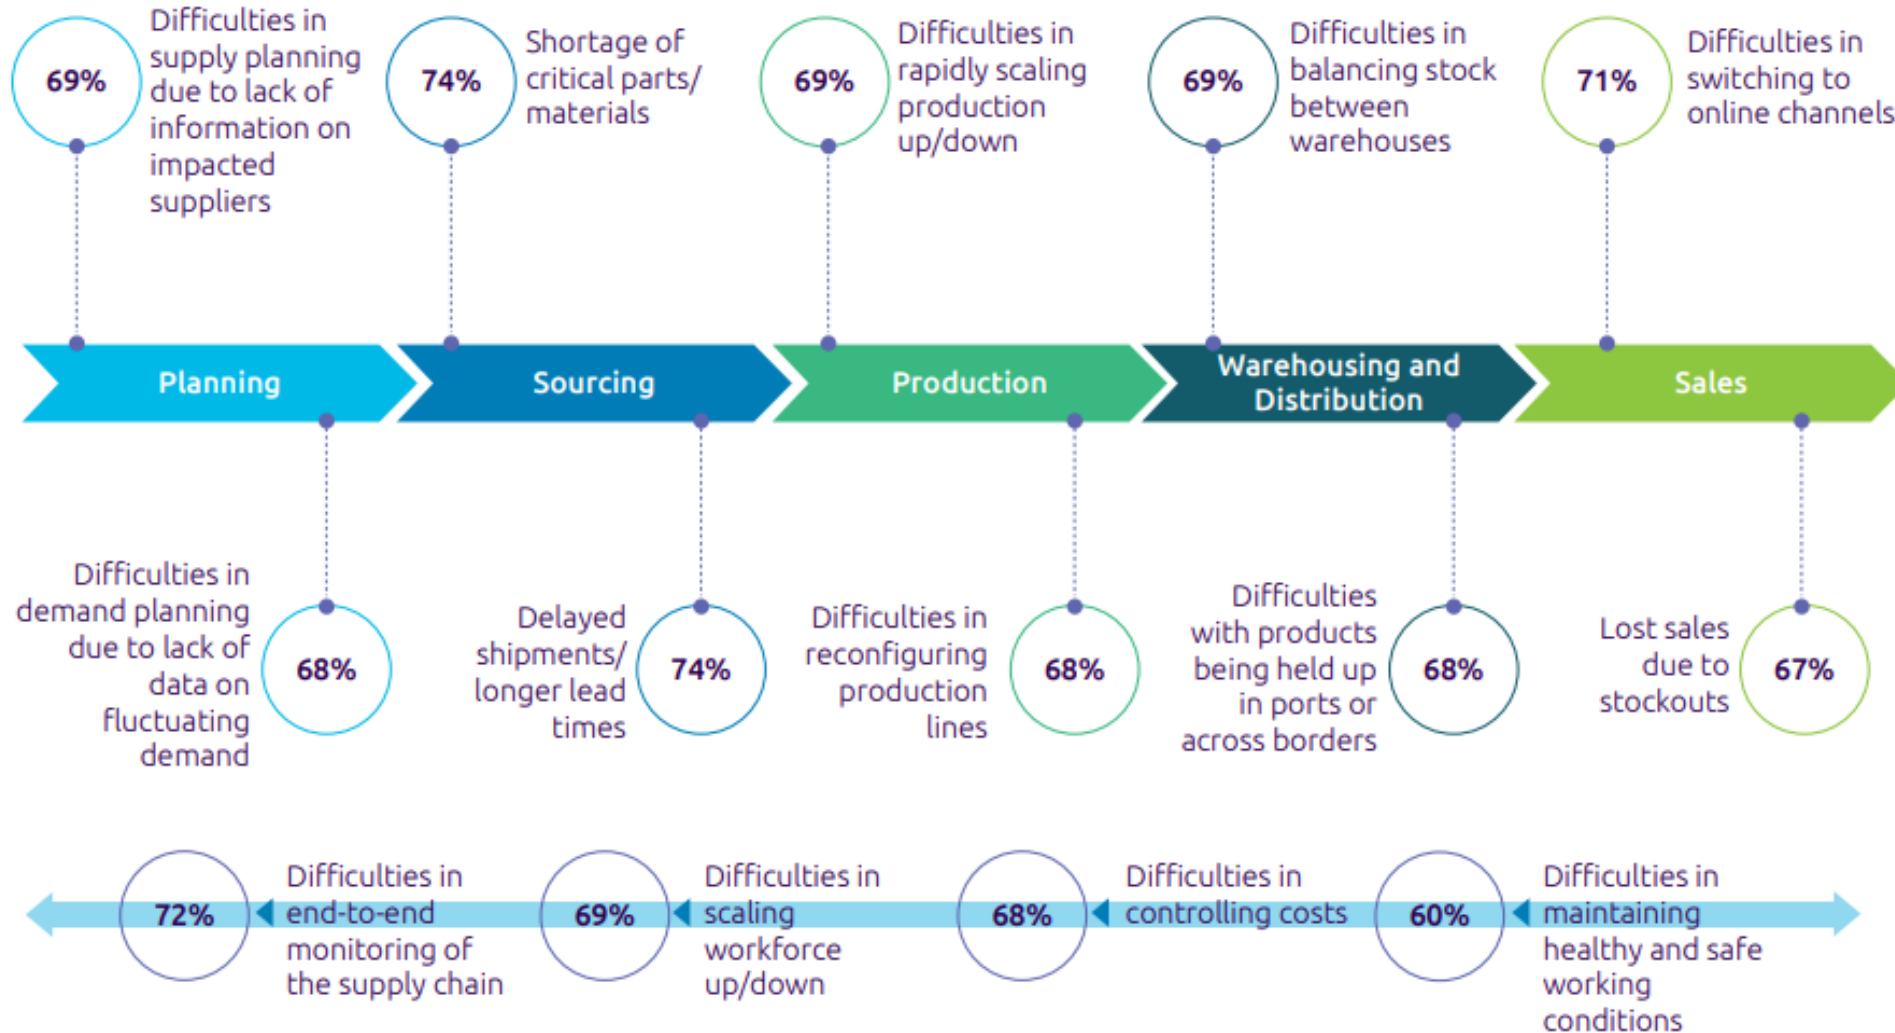 69%
Difficulties in
supply planning
due to lack of
information on
impacted
suppliers
74%
Shortage of
critical parts/
materials
69%
Difficulties in
rapidly scaling
production
up/down
69%
Difficulties in
balancing stock
between
warehouses
71%
Difficulties in
switching to
online channels
Planning
Sourcing
Production
Warehousing and
Distribution
Sales
Difficulties in
demand planning
due to lack of
data on
fluctuating
demand
68%
Delayed
shipments/
longer lead
times
74%
Difficulties in
reconfiguring
production
lines
68%
Difficulties
with products
being held up
in ports or
across borders
68%
Lost sales
due to
stockouts
67%
72%
Difficulties in
end-to-end
monitoring of
the supply chain
69%
Difficulties in
scaling
workforce
up/down
68%
Difficulties in
controlling costs
60%
Difficulties in
maintaining
healthy and safe
working
conditions